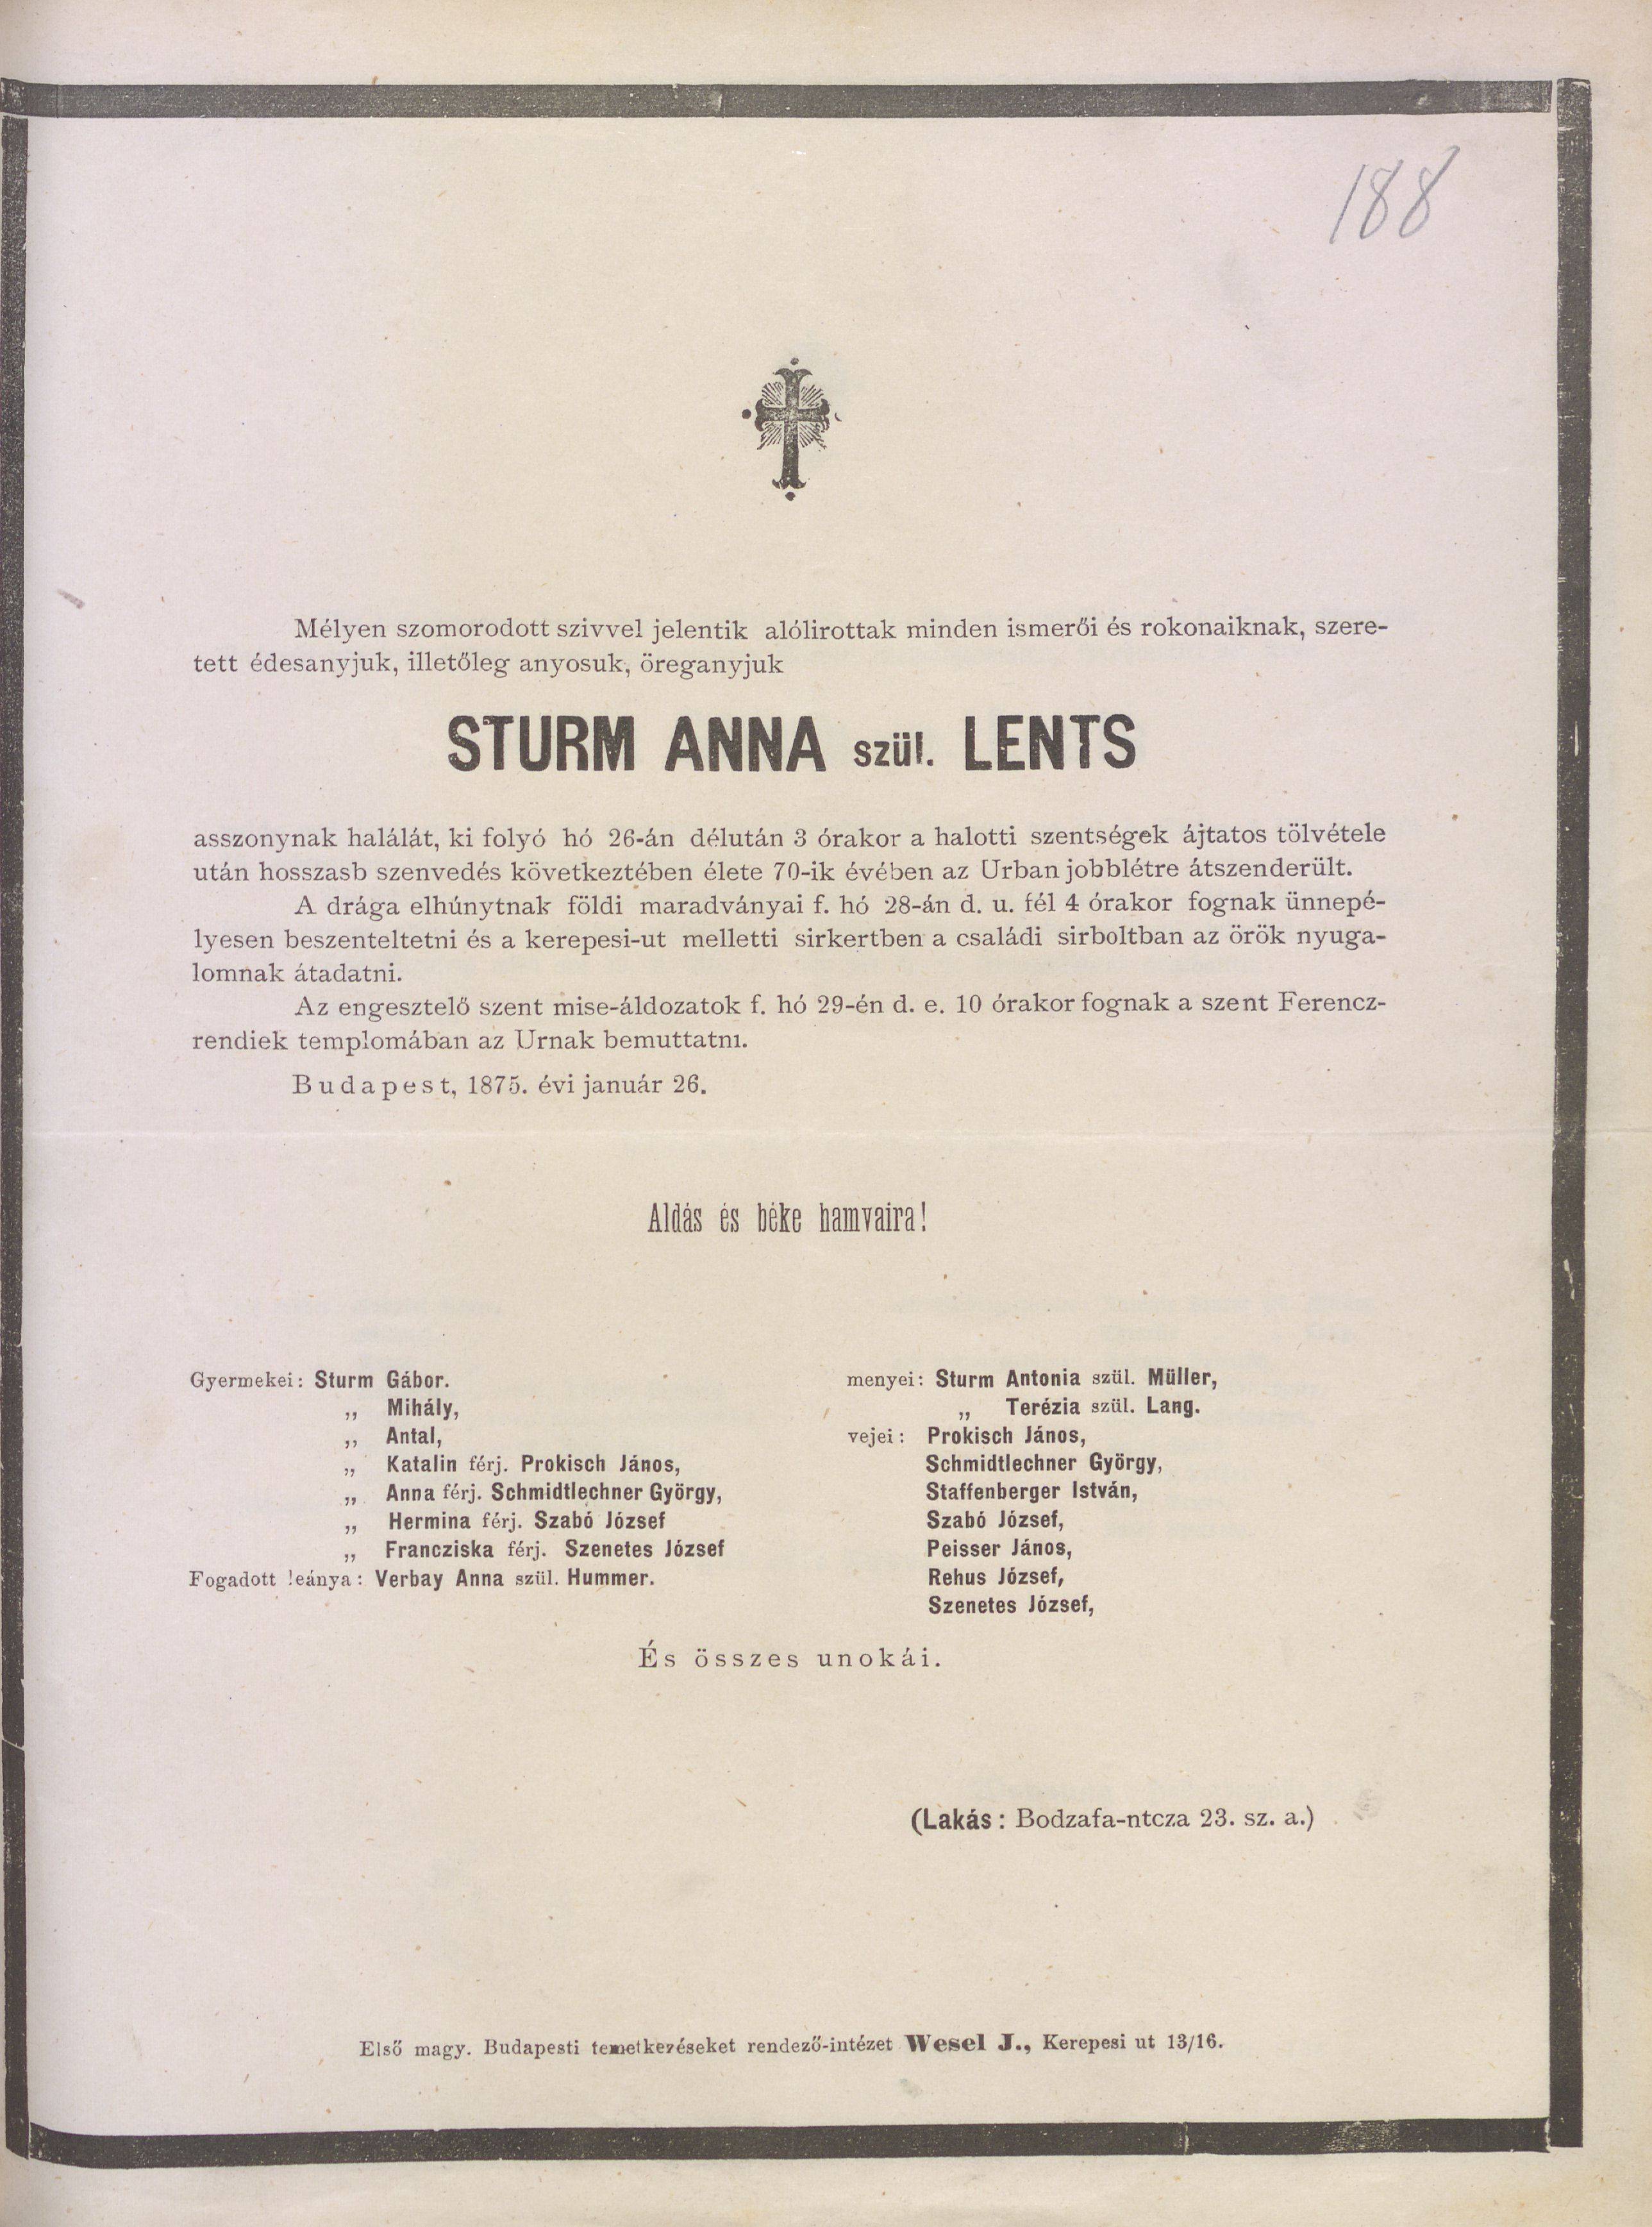 188
Mélyen szomorodott szivvel jelentik alólirottak minden ismerői és rokonaiknak, szere-
tett édesanyjuk, illetőleg anyosuk, öreganyjuk
STURM ANNA szül. LENTS
asszonynak halálát, ki folyó hó 26-án délután 3 órakor a halotti szentségek ájtatos tölvétele
után hosszasb szenvedés következtében élete 70-ik évében az Urban jobblétre átszenderült.
A drága elhúnytnak földi maradványai f. hó 28-án d. u. fél 4 órakor fognak ünnepé-
lyesen beszenteltetni és a kerepesi-ut melletti sirkertben a családi sirboltban az örök nyuga-
lomnak átadatni.
Az engesztelő szent mise-áldozatok f. hó 29-én d. e. 10 órakor fognak a szent Ferencz-
rendiek templomában az Urnak bemuttatni.
Budapest, 1875. évi január 26.
Aldás és béke hamvaira!
Gyermekei: Sturm Gábor.
„ Mihály,
„ Antal,
„ Katalin férj. Prokisch János,
„ Anna férj. Schmidtlechner György,
„ Hermina férj. Szabó József
„ Francziska férj. Szenetes József
Fogadott leánya: Verbay Anna szül. Hummer.
menyei: Sturm Antonia szül. Müller,
„ Terézia szül. Lang.
vejei: Prokisch János,
Schmidtlechner György,
Staffenberger István,
Szabó József,
Peisser János,
Rehus József,
Szenetes József,
És összes unokái.
(Lakás: Bodzafa-ntcza 23. sz. a.)
Első magy. Budapesti temetkezéseket rendező-intézet Wesel J., Kerepesi ut 13/16.